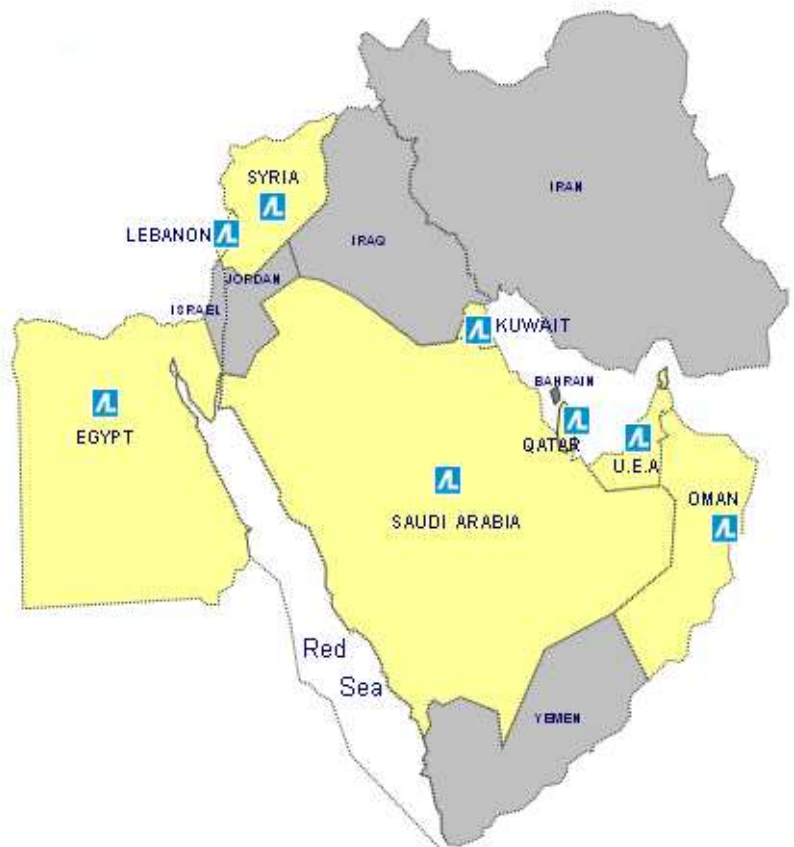 SYRIA
IRAN
LEBANON
IRAQ
JORDAN
ISRAEL
KUWAIT
BAHRAIN
EGYPT
QATAR
U.E.A
OMAN
SAUDI ARABIA
Red
Sea
YEMEN